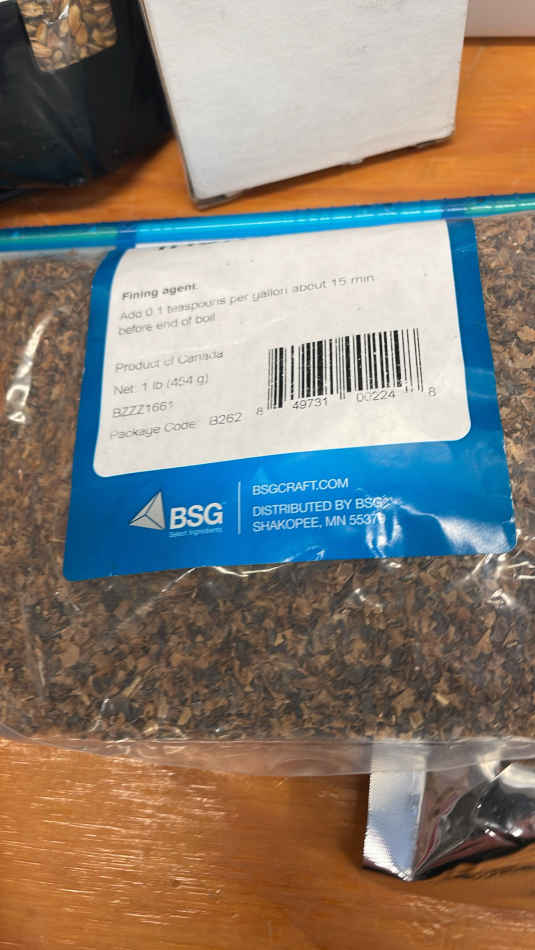 Fining agent.
Add 0.1 teaspoons per gallon about 15 min
before end of boil.
Product of Canada
Net: 1 lb (454 g)
BZZZ1661
Package Code: B262
8 49731 00224 8
BSG
Select Ingredients
BSGCRAFT.COM
DISTRIBUTED BY BSG
SHAKOPEE, MN 55379